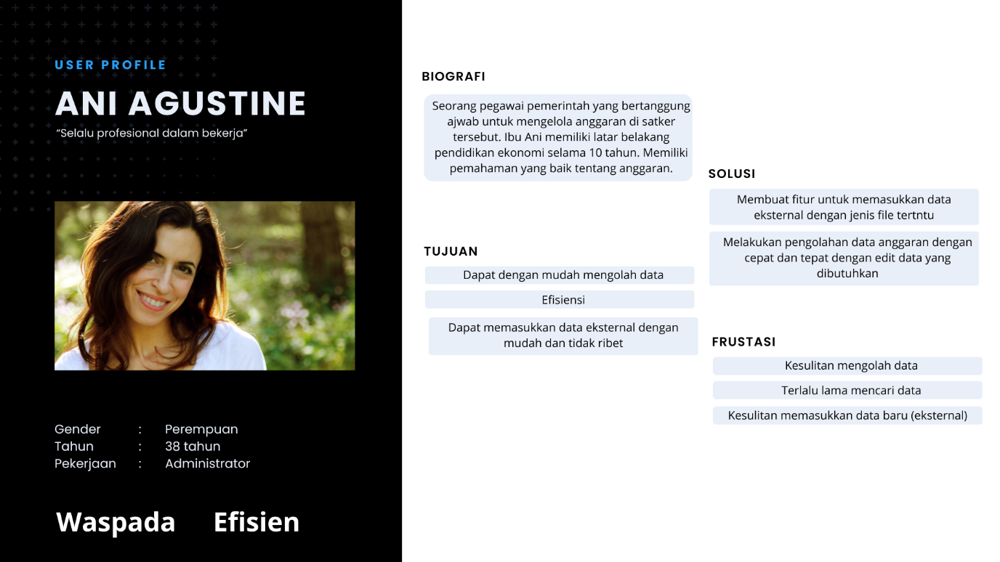 USER PROFILE
ANI AGUSTINE
“Selalu profesional dalam bekerja”
Gender : Perempuan
Tahun : 38 tahun
Pekerjaan : Administrator
Waspada Efisien
BIOGRAFI
Seorang pegawai pemerintah yang bertanggung
ajwab untuk mengelola anggaran di satker
tersebut. Ibu Ani memiliki latar belakang
pendidikan ekonomi selama 10 tahun. Memiliki
pemahaman yang baik tentang anggaran.
TUJUAN
Dapat dengan mudah mengolah data
Efisiensi
Dapat memasukkan data eksternal dengan
mudah dan tidak ribet
SOLUSI
Membuat fitur untuk memasukkan data
eksternal dengan jenis file tertntu
Melakukan pengolahan data anggaran dengan
cepat dan tepat dengan edit data yang
dibutuhkan
FRUSTASI
Kesulitan mengolah data
Terlalu lama mencari data
Kesulitan memasukkan data baru (eksternal)